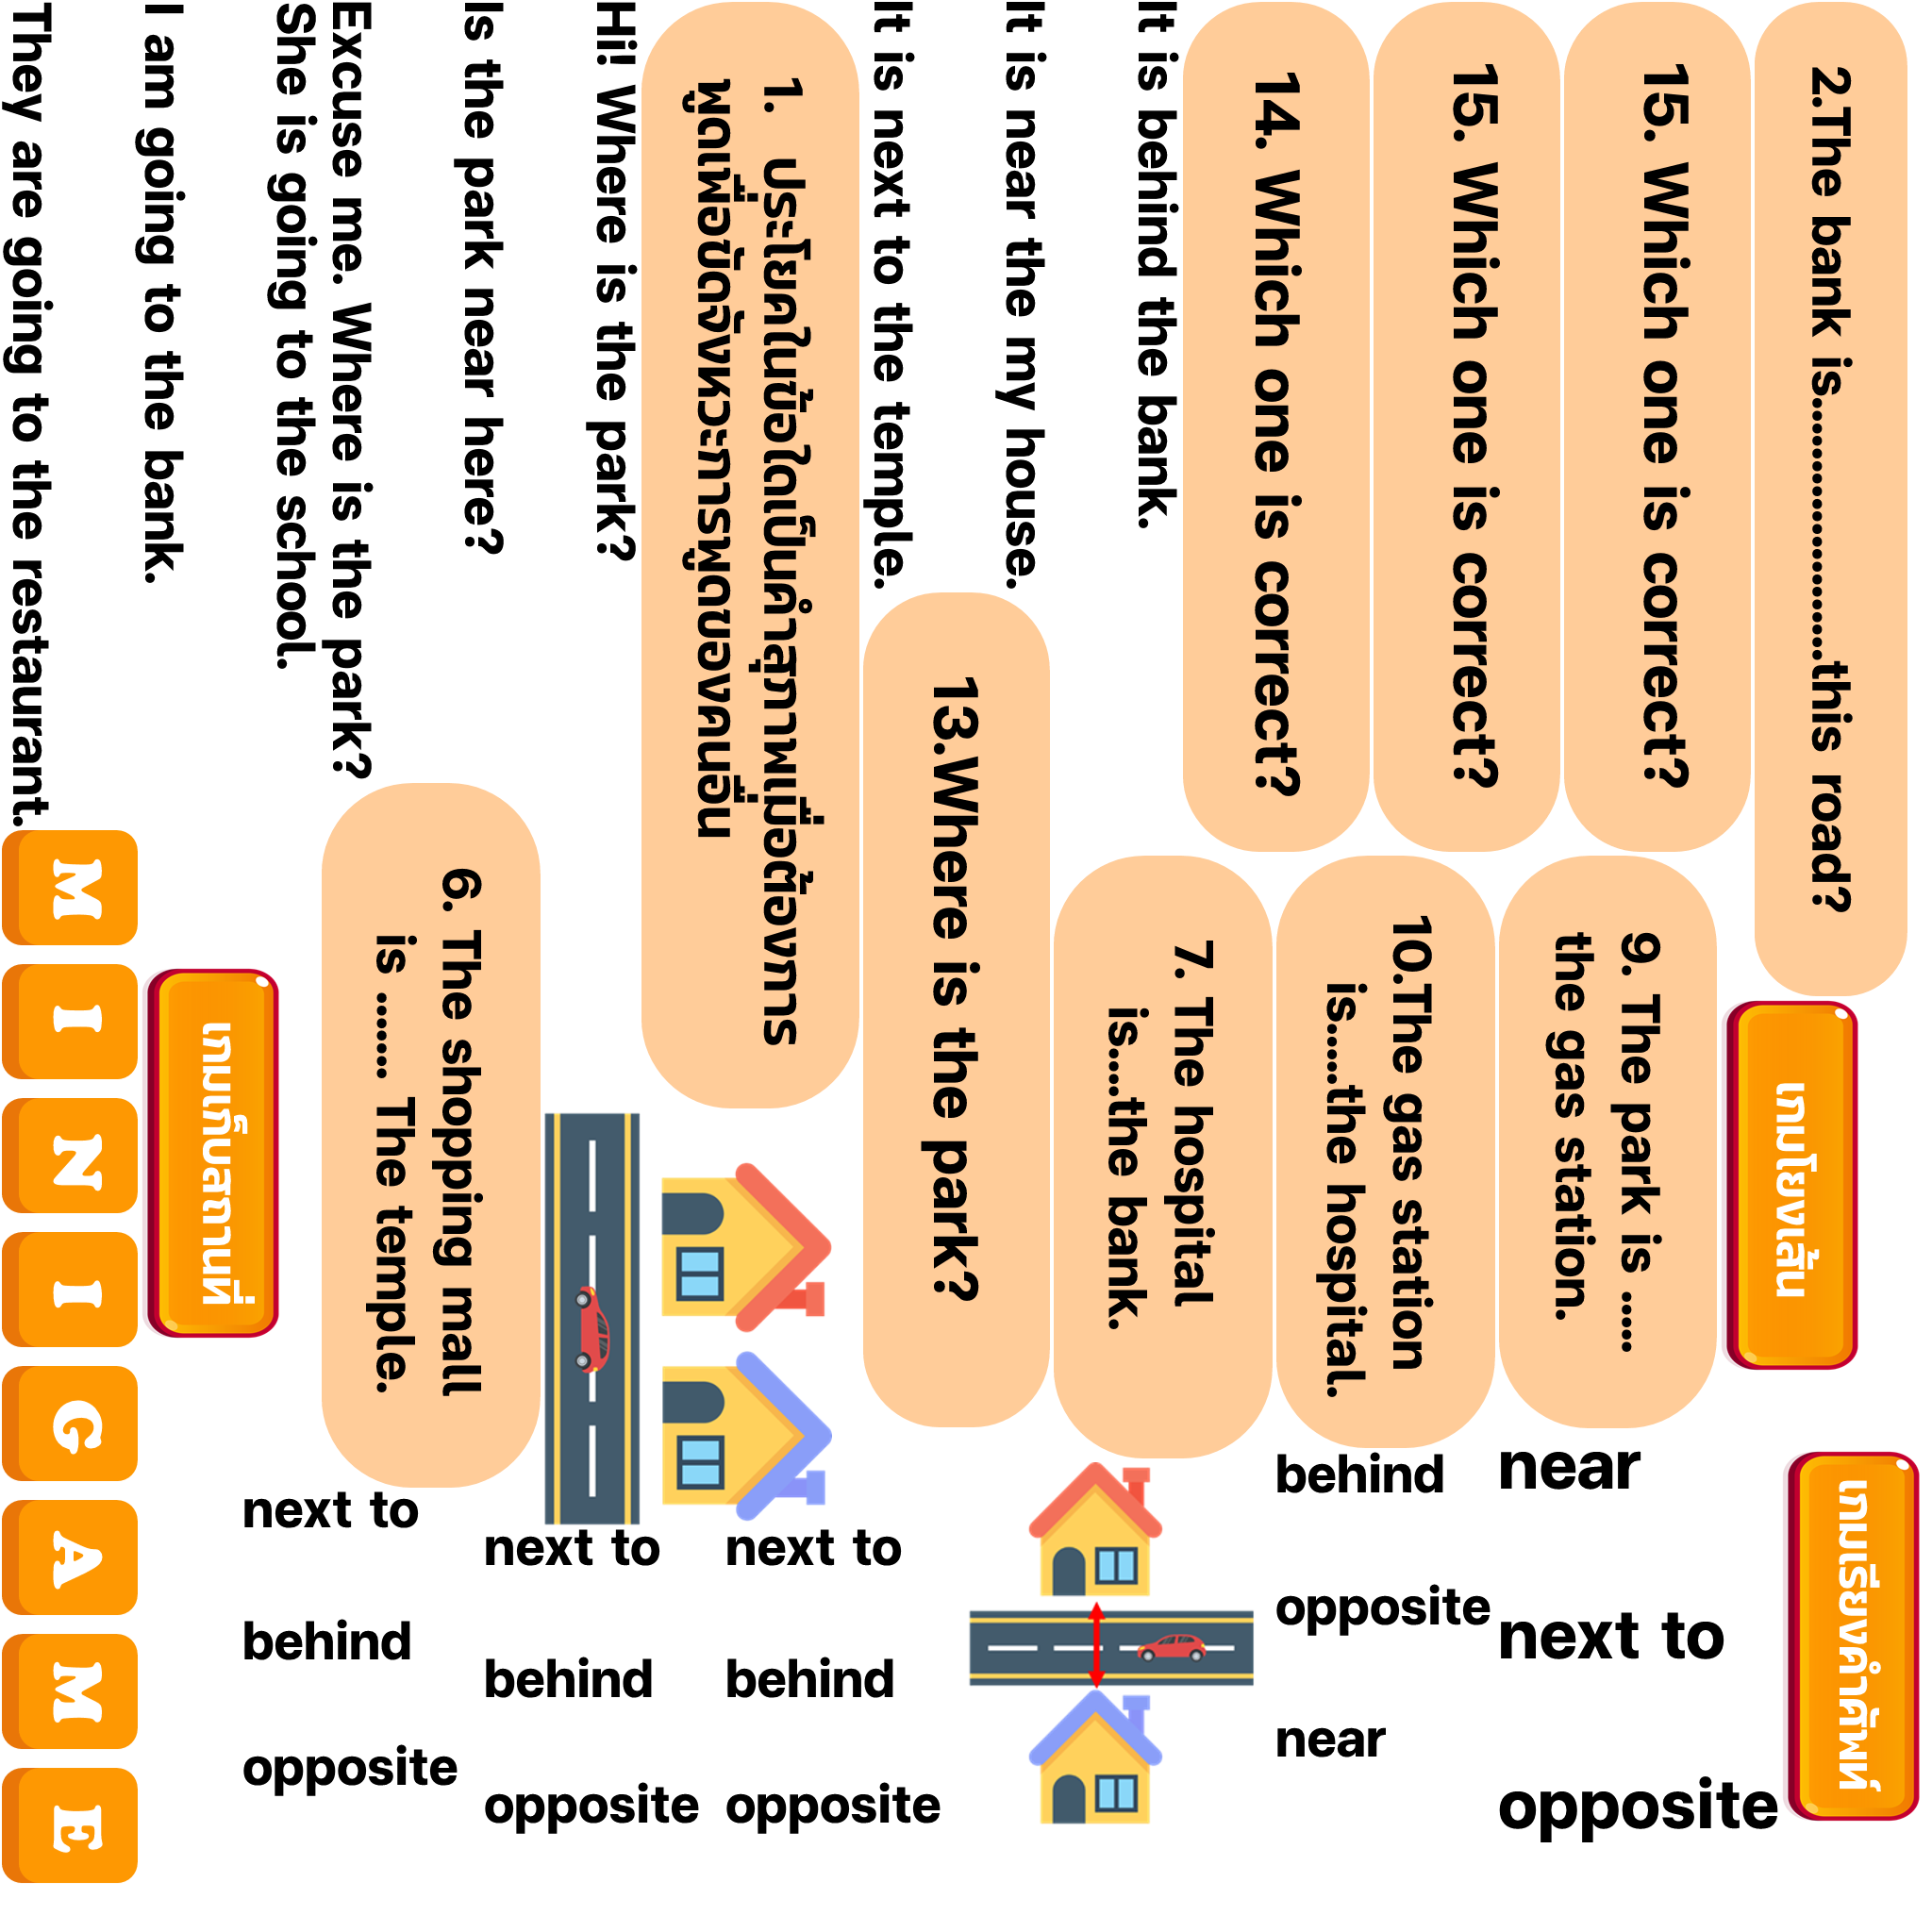 2.The bank is..............................this road?
15. Which one is correct?
15. Which one is correct?
14. Which one is correct?
It is behind the bank.
It is near the my house.
It is next to the temple.
1. ประโยคในข้อใดเป็นคำสุภาพเมื่อต้องการ
พูดเพื่อขัดจังหวะการพูดของคนอื่น
Hi! Where is the park?
Is the park near here?
Excuse me. Where is the park?
She is going to the school.
I am going to the bank.
They are going to the restaurant.
เกมโยงเส้น
9. The park is .....
the gas station.
10.The gas station
is.....the hospital.
7. The hospital
is....the bank.
13.Where is the park?
6. The shopping mall
is ....... The temple.
เกมเก็บสถานที่
MINIGAME
เกมเรียงคำศัพท์
next to
behind
opposite
next to
behind
opposite
next to
behind
opposite
behind
opposite
near
near
next to
opposite